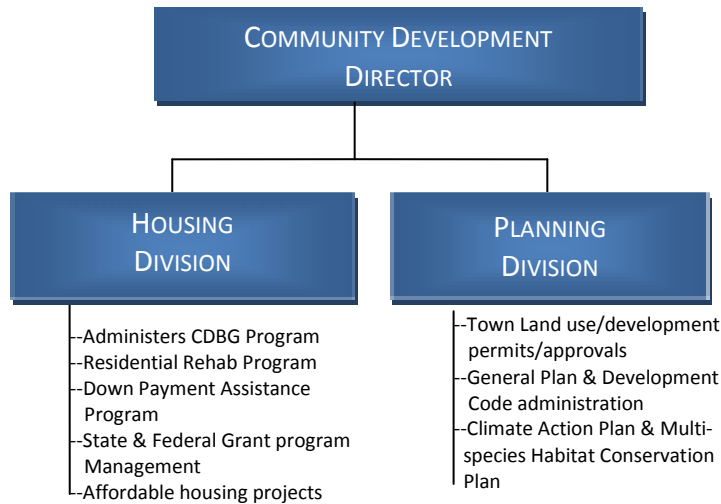 COMMUNITY DEVELOPMENT
DIRECTOR
HOUSING
DIVISION
--Administers CDBG Program
--Residential Rehab Program
--Down Payment Assistance
Program
--State & Federal Grant program
Management
--Affordable housing projects
PLANNING
DIVISION
--Town Land use/development
permits/approvals
--General Plan & Development
Code administration
--Climate Action Plan & Multi-
species Habitat Conservation
Plan